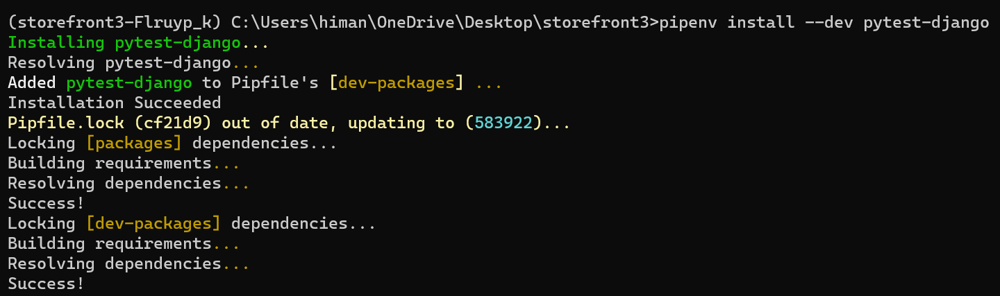 (storefront3-Flruyp_k) C:\Users\himan\OneDrive\Desktop\storefront3>pipenv install --dev pytest-django
Installing pytest-django...
Resolving pytest-django...
Added pytest-django to Pipfile's [dev-packages] ...
Installation Succeeded
Pipfile.lock (cf21d9) out of date, updating to (583922)...
Locking [packages] dependencies...
Building requirements...
Resolving dependencies...
Success!
Locking [dev-packages] dependencies...
Building requirements...
Resolving dependencies...
Success!